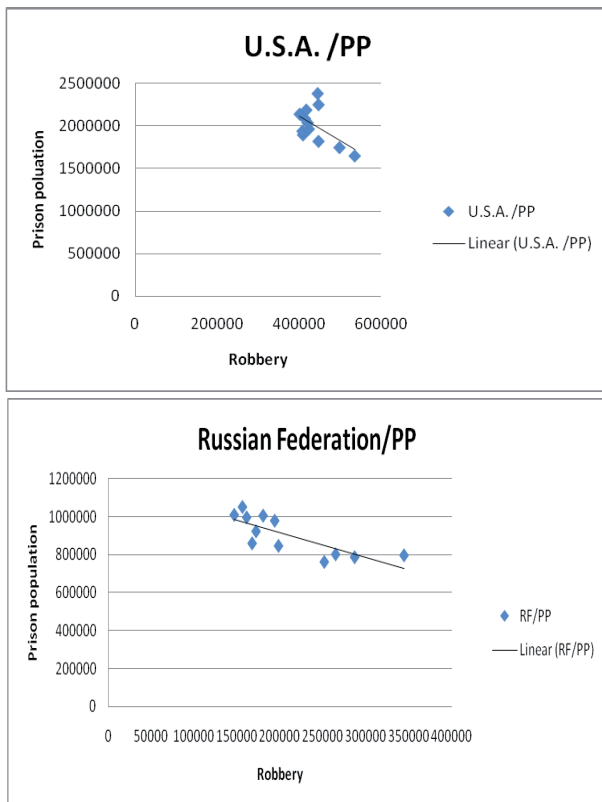 U.S.A. /PP
2500000
2000000
1500000
1000000
500000
0
Prison poluation
0 200000 400000 600000
Robbery
U.S.A. /PP
Linear (U.S.A. /PP)
Russian Federation/PP
1200000
1000000
800000
600000
400000
200000
0
Prison population
0 50000 100000 150000 200000 250000 300000 350000 400000
Robbery
RF/PP
Linear (RF/PP)